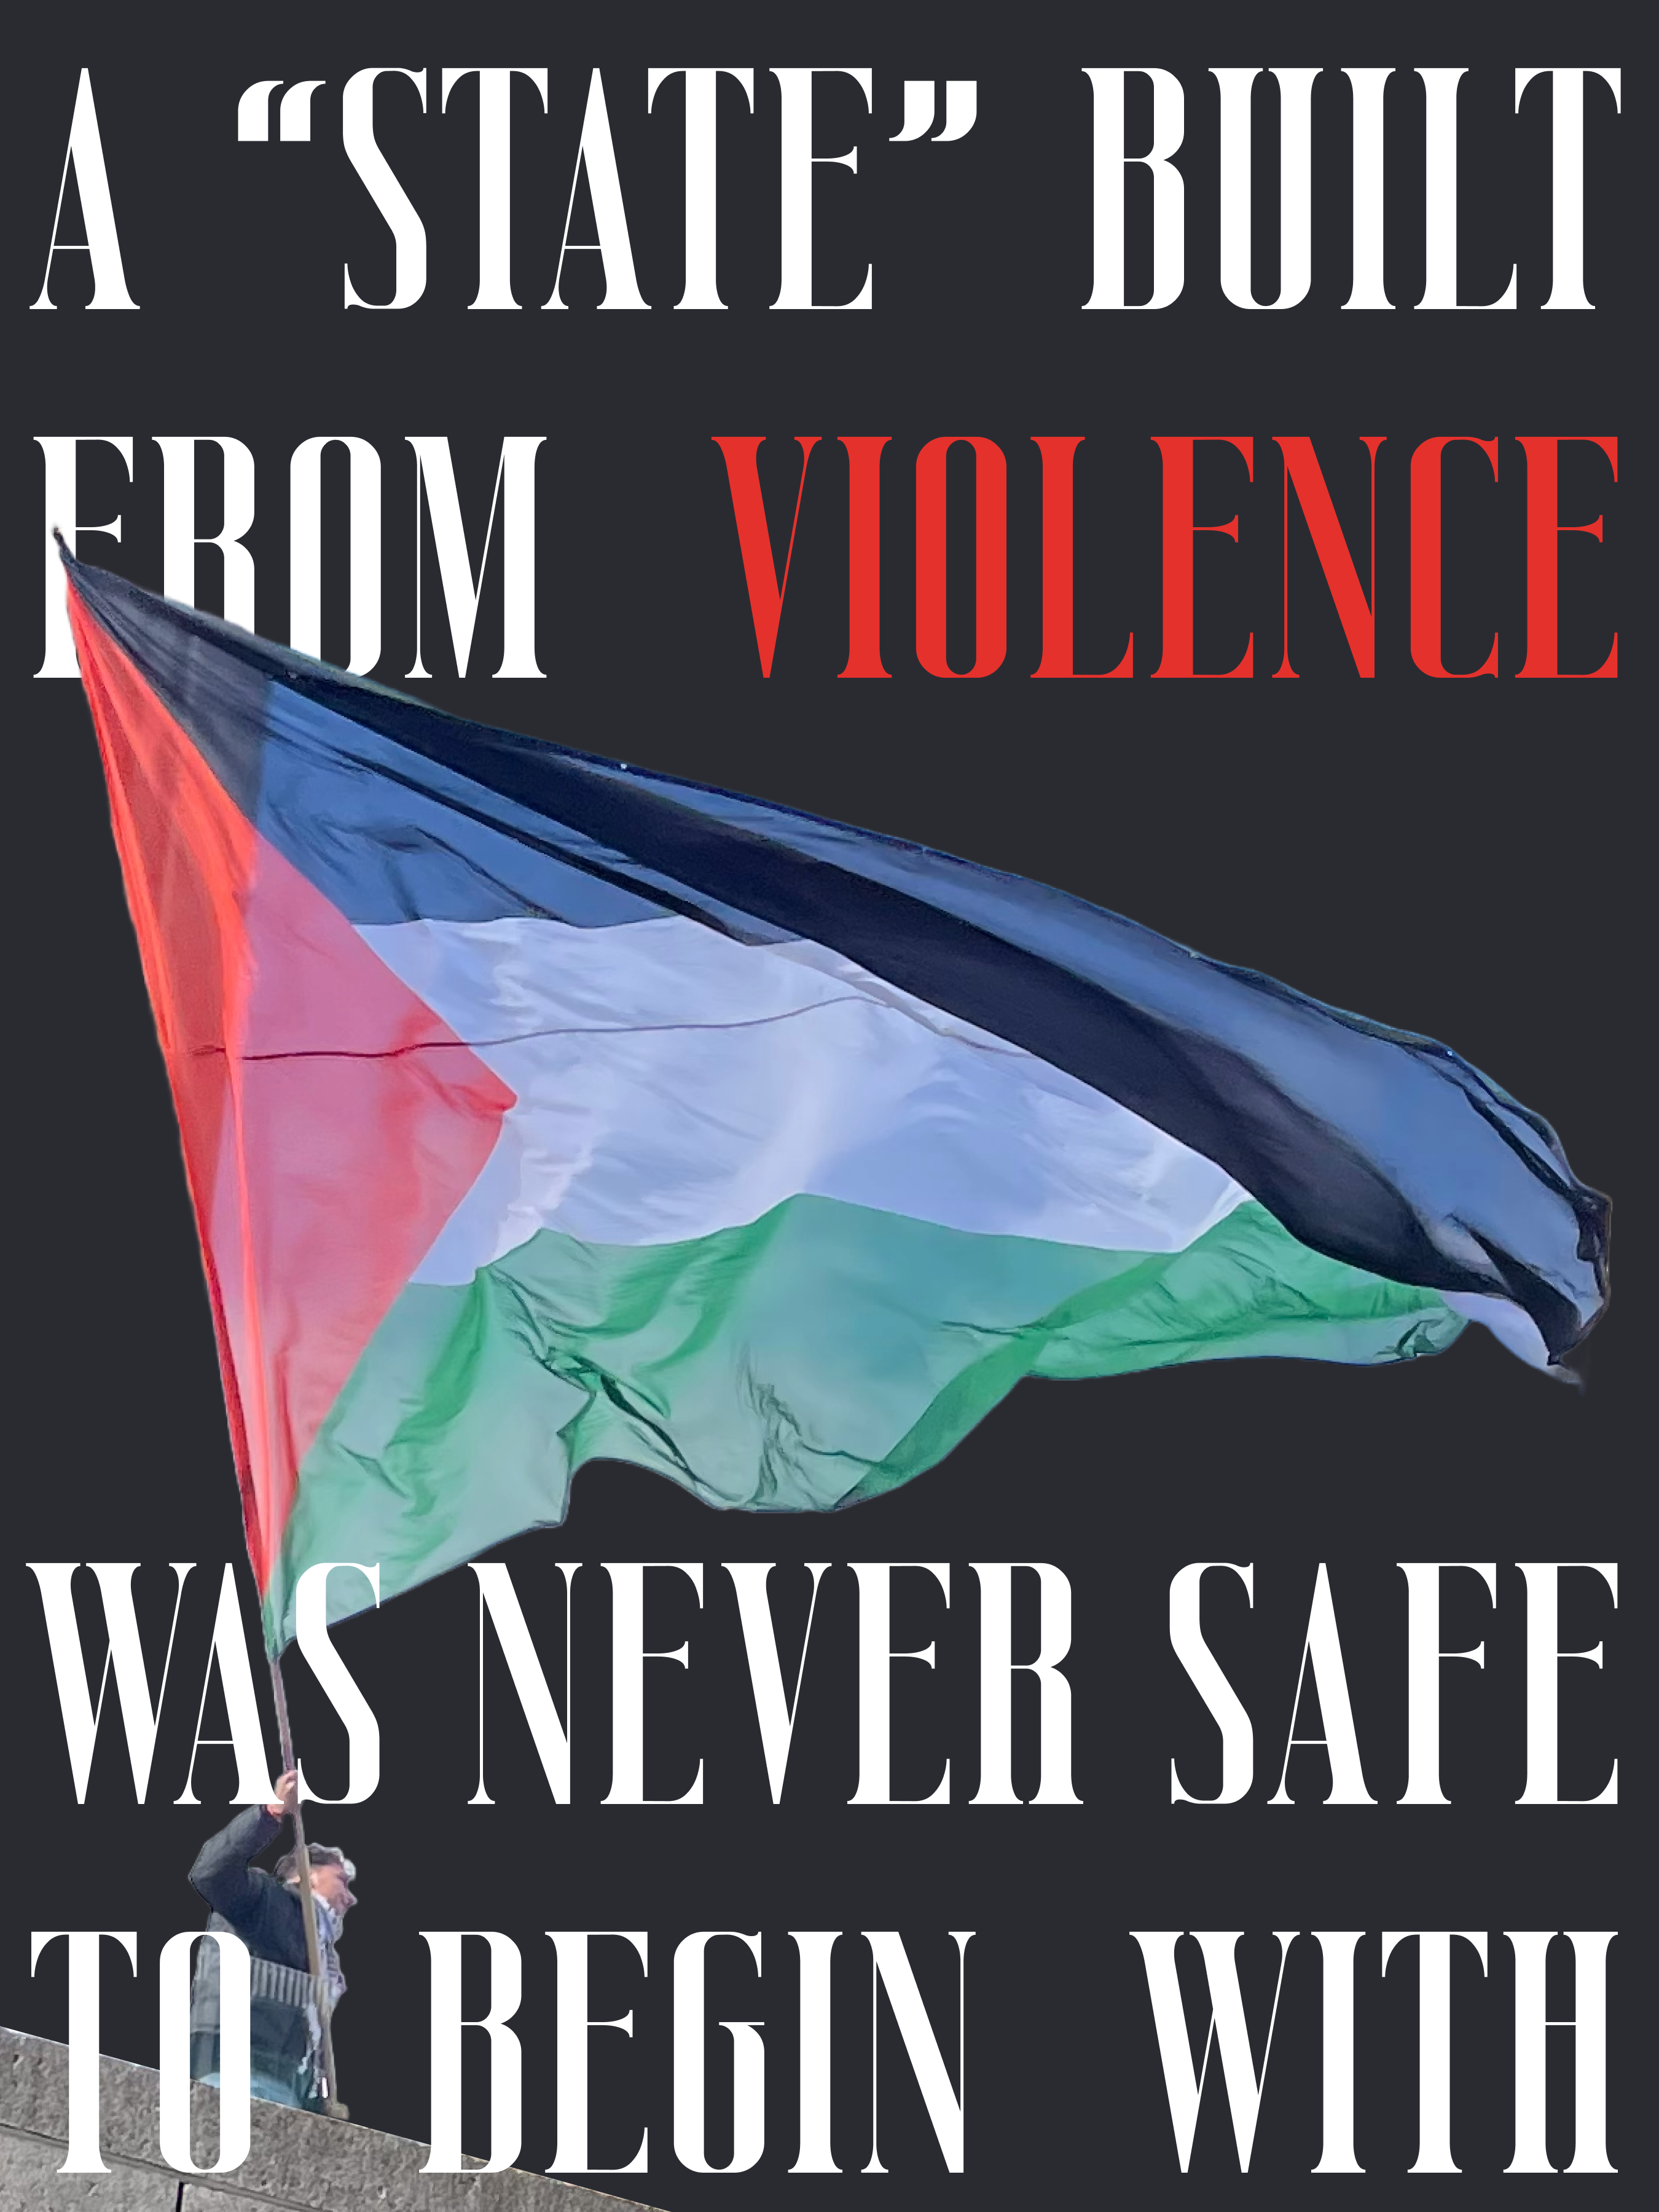 A “STATE” BUILT
FROM VIOLENCE
WAS NEVER SAFE
TO BEGIN WITH